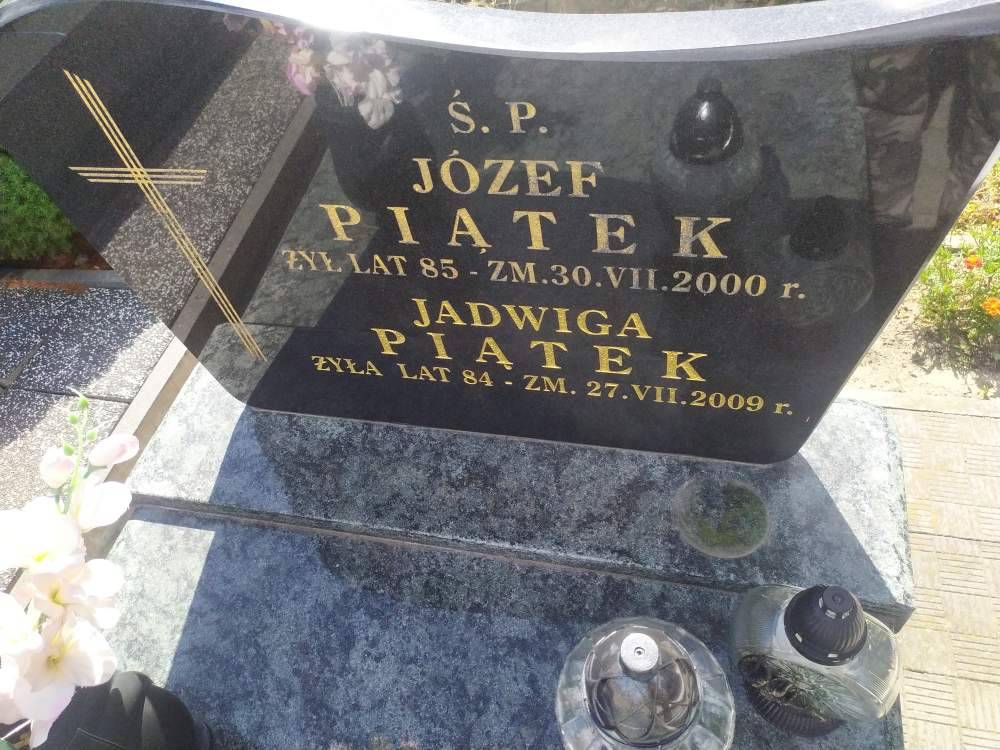 Ś. P.
JÓZEF
PIĄTEK
ŻYŁ LAT 85 - ZM. 30.VII.2000 r.
JADWIGA
PIĄTEK
ŻYŁA LAT 84 - ZM. 27.VII.2009 r.